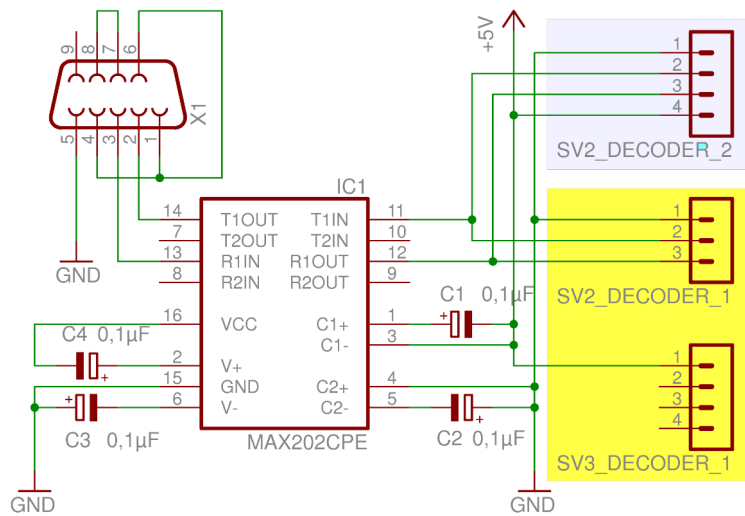 9
8
7
6
5
4
3
2
1
X1
+5V
1
2
3
4
SV2_DECODER_2
IC1
14 T1OUT T1IN 11
7 T2OUT T2IN 10
13 R1IN R1OUT 12
8 R2IN R2OUT 9
16 VCC C1+ 1
C1- 3
2 V+
15 GND C2+ 4
6 V- C2- 5
MAX202CPE
C1 0,1µF
C4 0,1µF
C3 0,1µF
C2 0,1µF
GND
GND
GND
1
2
3
SV2_DECODER_1
1
2
3
4
SV3_DECODER_1
+
+
+
+